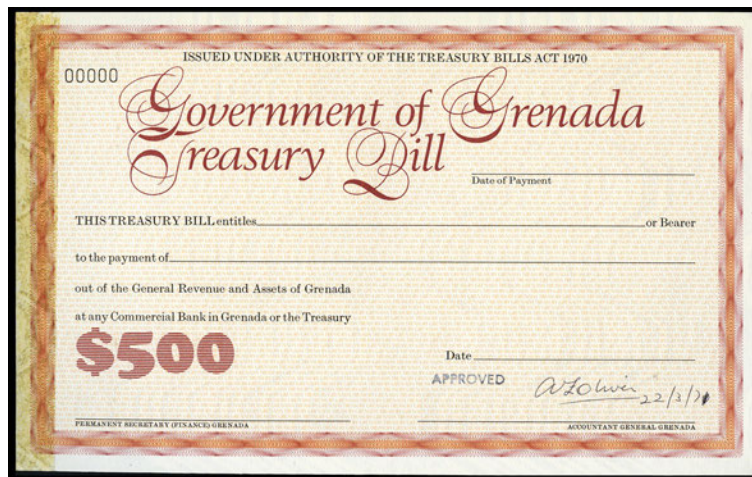 ISSUED UNDER AUTHORITY OF THE TREASURY BILLS ACT 1970
00000
Government of Grenada
Treasury Bill
Date of Payment
THIS TREASURY BILL entitles or Bearer
to the payment of
out of the General Revenue and Assets of Grenada
at any Commercial Bank in Grenada or the Treasury
$500
Date
APPROVED
22/3/71
PERMANENT SECRETARY (FINANCE) GRENADA ACCOUNTANT GENERAL GRENADA